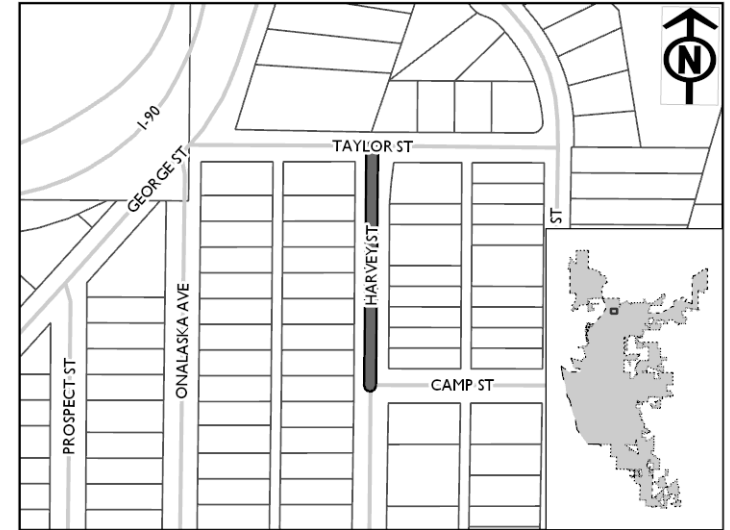 N
I-90
TAYLOR ST
GEORGE ST
HARVEY ST
ST
ONALASKA AVE
PROSPECT ST
CAMP ST